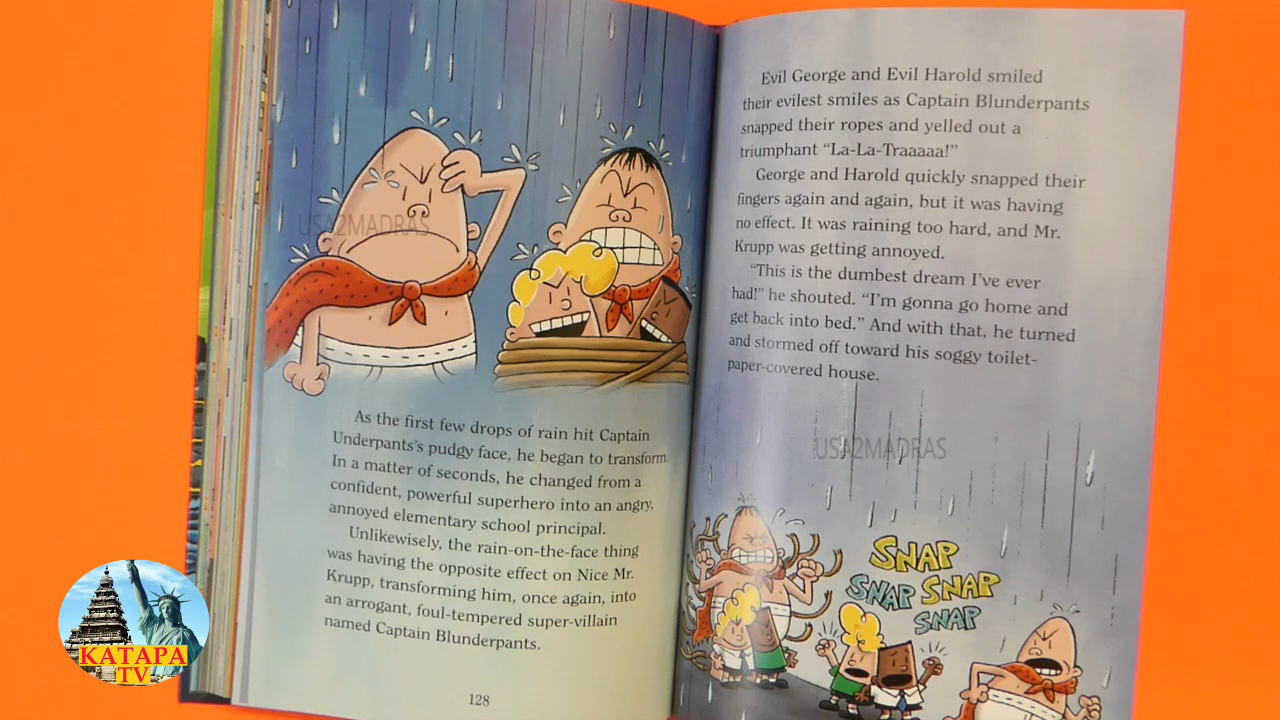 USA2MADRAS
As the first few drops of rain hit Captain
Underpants's pudgy face, he began to transform.
In a matter of seconds, he changed from a
confident, powerful superhero into an angry,
annoyed elementary school principal.
Unlikewisely, the rain-on-the-face thing
was having the opposite effect on Nice Mr.
Krupp, transforming him, once again, into
an arrogant, foul-tempered super-villain
named Captain Blunderpants.
128
Evil George and Evil Harold smiled
their evilest smiles as Captain Blunderpants
snapped their ropes and yelled out a
triumphant “La-La-Traaaaa!”
George and Harold quickly snapped their
fingers again and again, but it was having
no effect. It was raining too hard, and Mr.
Krupp was getting annoyed.
“This is the dumbest dream I've ever
had!” he shouted. “I'm gonna go home and
get back into bed.” And with that, he turned
and stormed off toward his soggy toilet-
paper-covered house.
USA2MADRAS
SNAP
SNAP SNAP
SNAP
KATAPA
TV